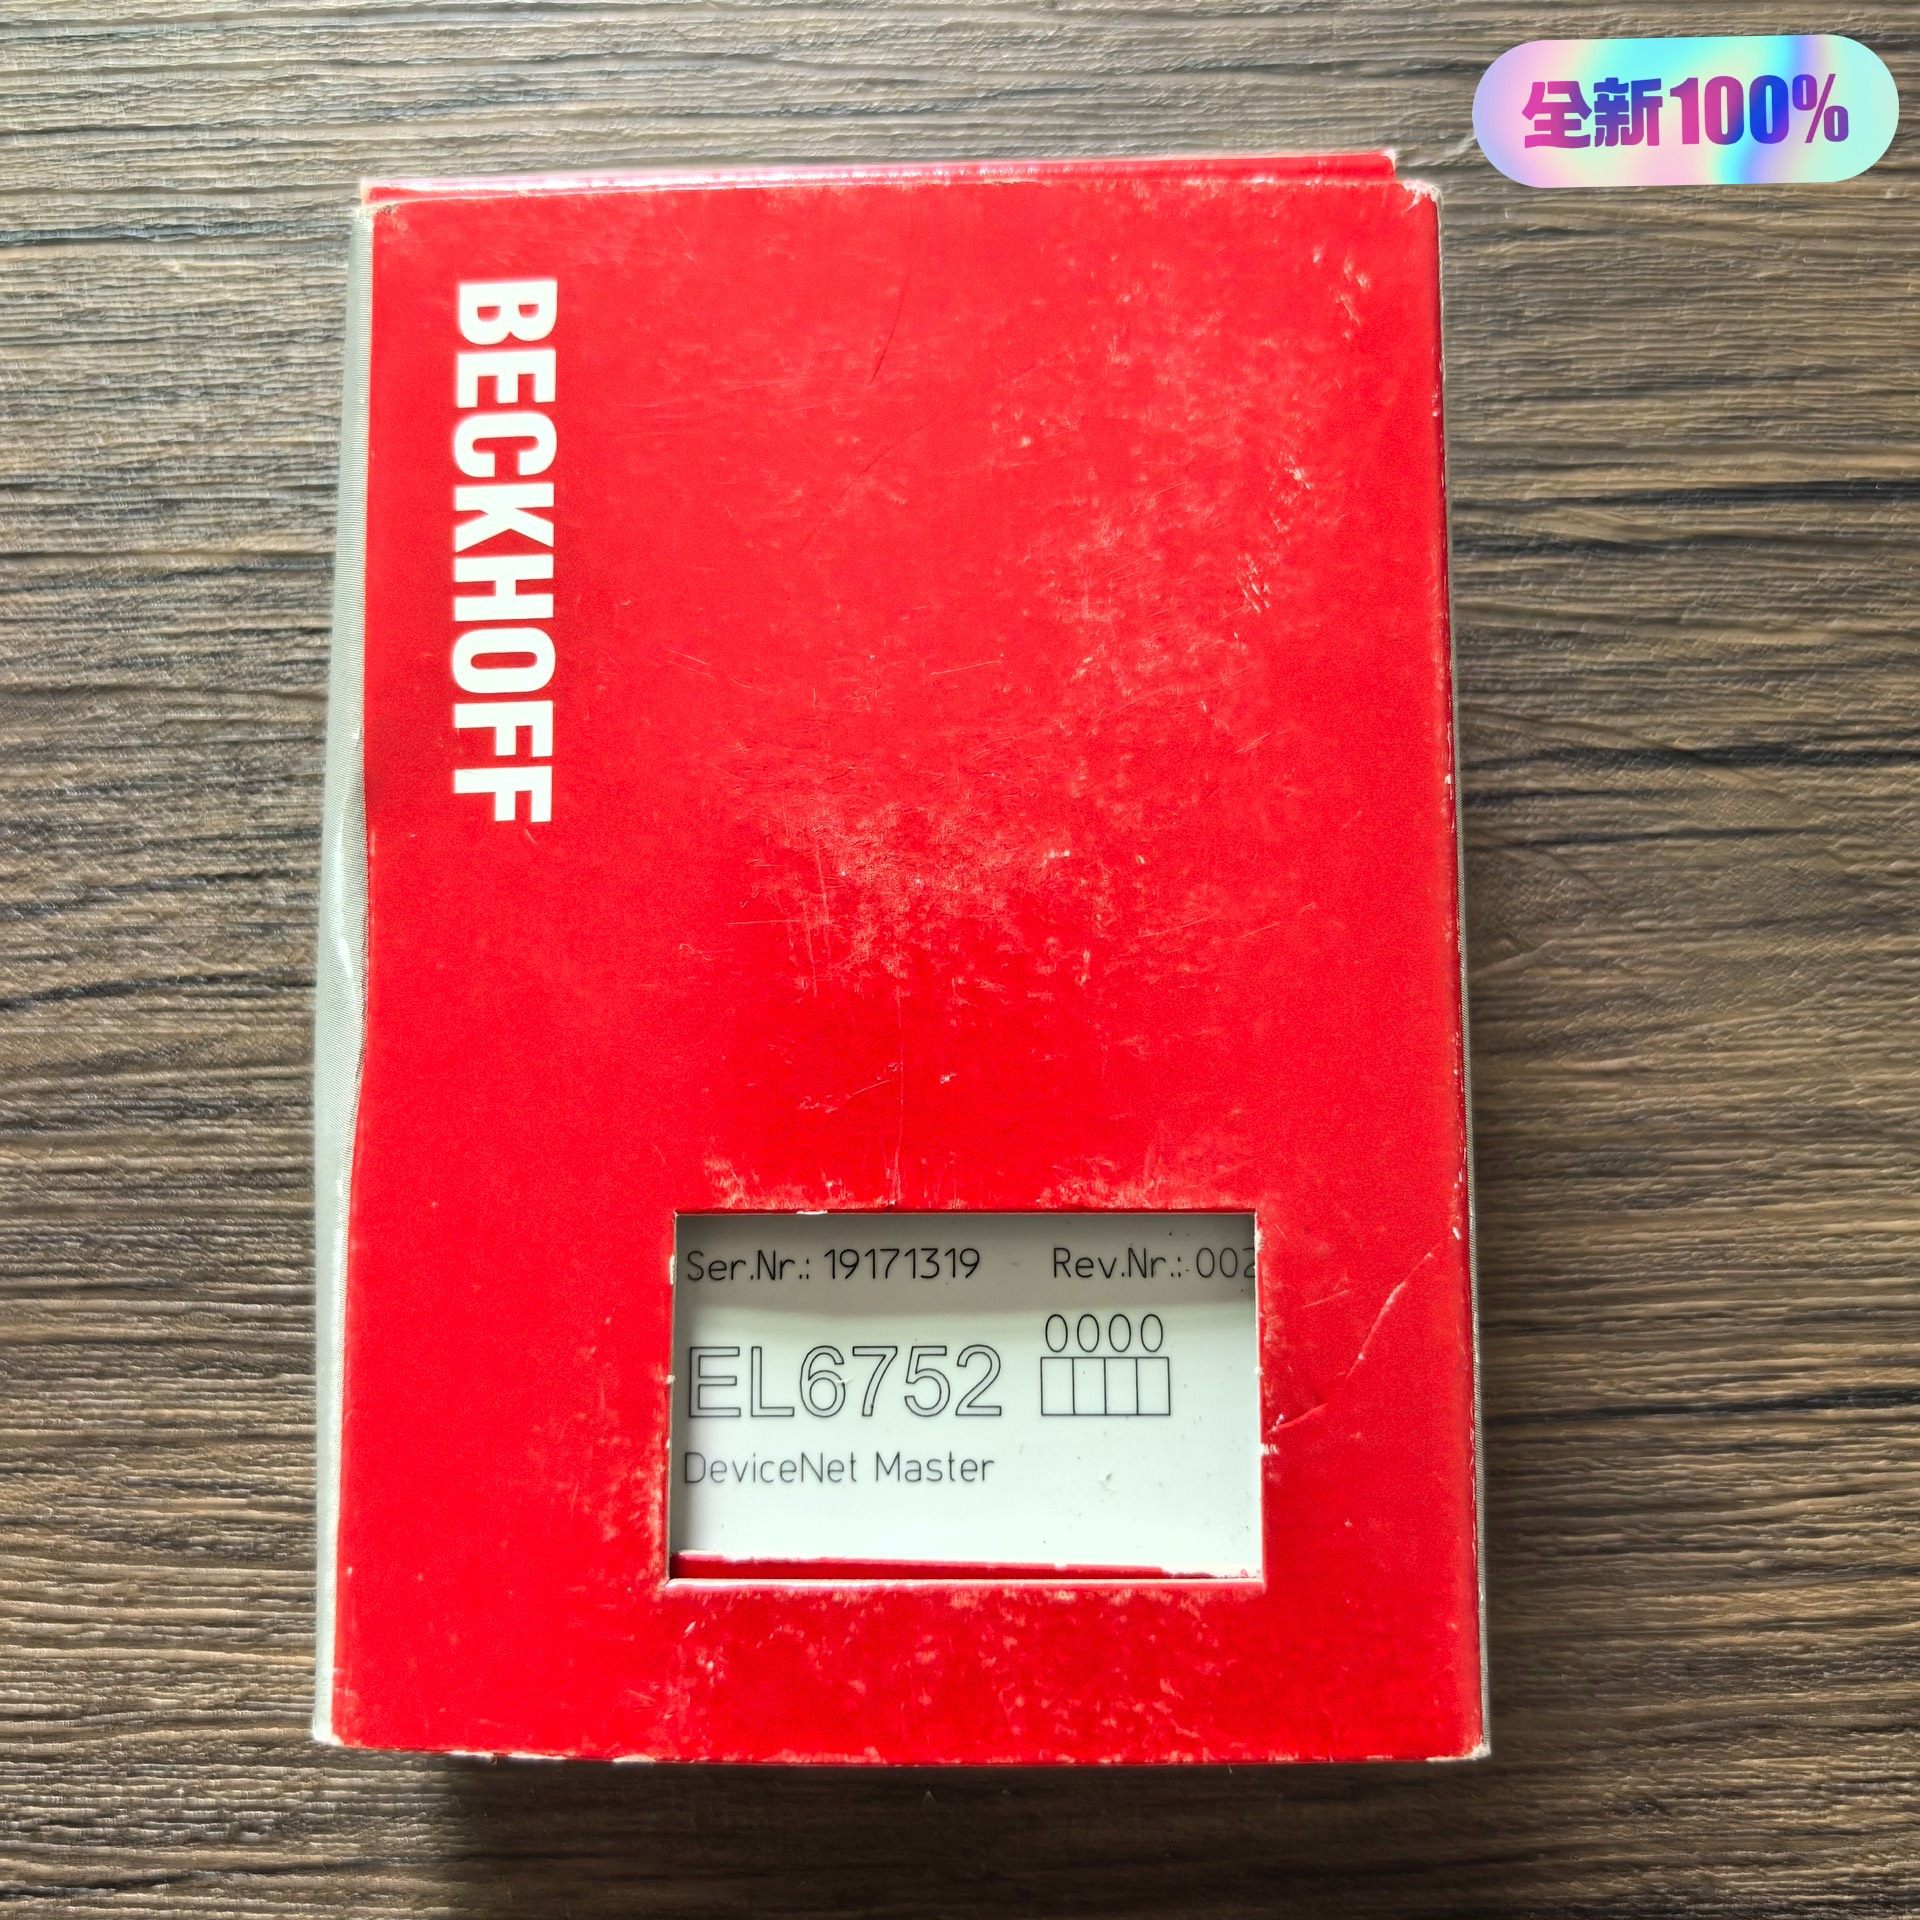 全新100%
BECKHOFF
Ser.Nr.: 19171319 Rev.Nr.: 002
0000
EL6752
DeviceNet Master